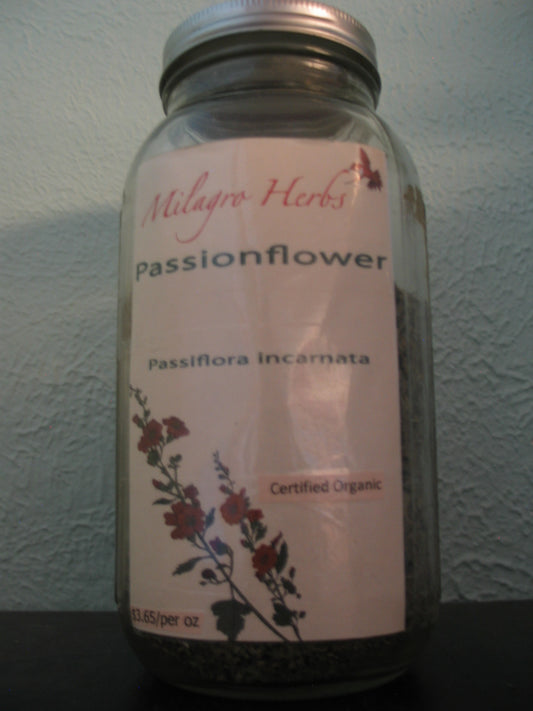 Milagro Herbs
Passionflower
Passiflora incarnata
Certified Organic
$3.65/per oz